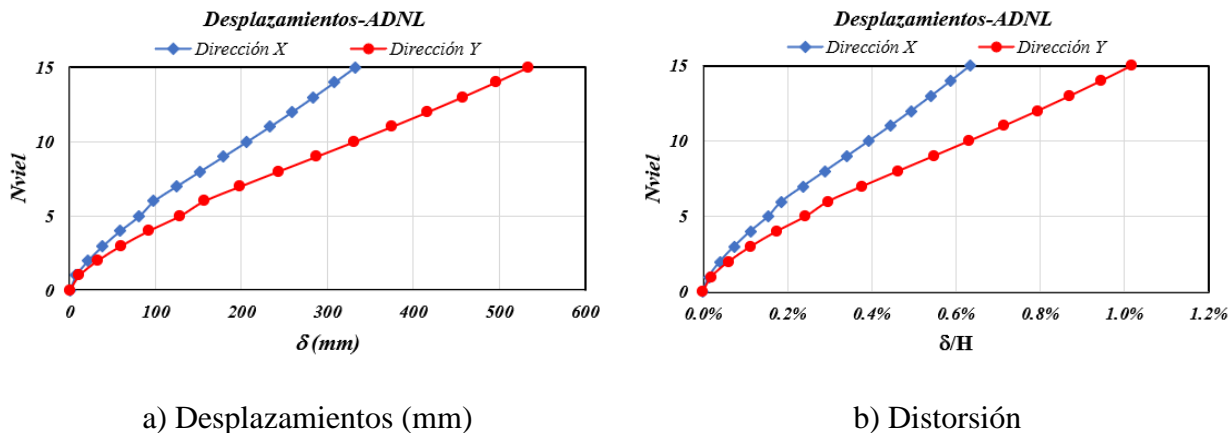 Desplazamientos-ADNL
Dirección X
Dirección Y
15
10
5
0
Nviel
0 100 200 300 400 500 600
δ (mm)
a) Desplazamientos (mm)
Desplazamientos-ADNL
Dirección X
Dirección Y
15
10
5
0
Nviel
0.0% 0.2% 0.4% 0.6% 0.8% 1.0% 1.2%
δ/H
b) Distorsión